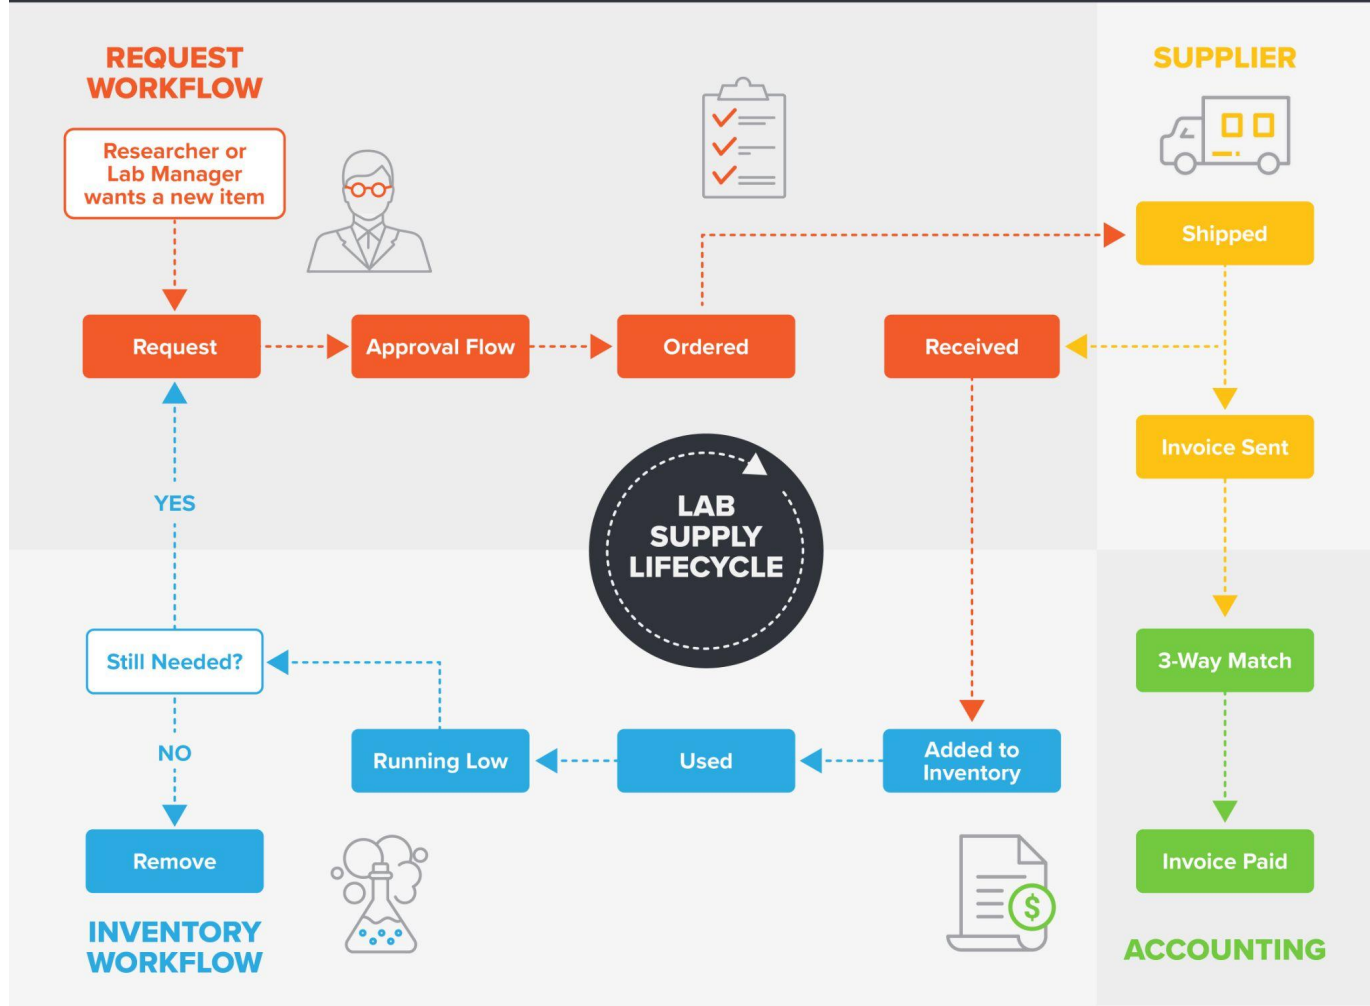 REQUEST
WORKFLOW
SUPPLIER
Researcher or
Lab Manager
wants a new item
Shipped
Request
Approval Flow
Ordered
Received
Invoice Sent
YES
LAB
SUPPLY
LIFECYCLE
Still Needed?
3-Way Match
NO
Running Low
Used
Added to
Inventory
Remove
Invoice Paid
$
INVENTORY
WORKFLOW
ACCOUNTING